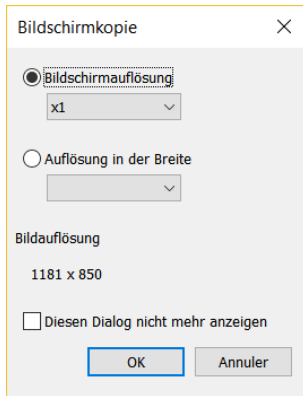 Bildschirmkopie
Bildschirmauflösung
x1
Auflösung in der Breite
Bildauflösung
1181 x 850
Diesen Dialog nicht mehr anzeigen
OK
Annuler